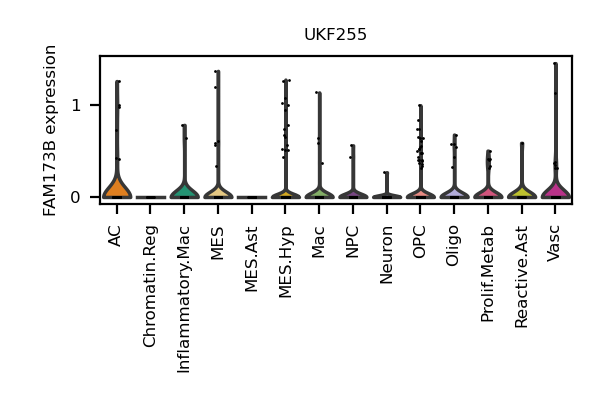 UKF255
FAM173B expression
1
0
AC
Chromatin.Reg
Inflammatory.Mac
MES
MES.Ast
MES.Hyp
Mac
NPC
Neuron
OPC
Oligo
Prolif.Metab
Reactive.Ast
Vasc